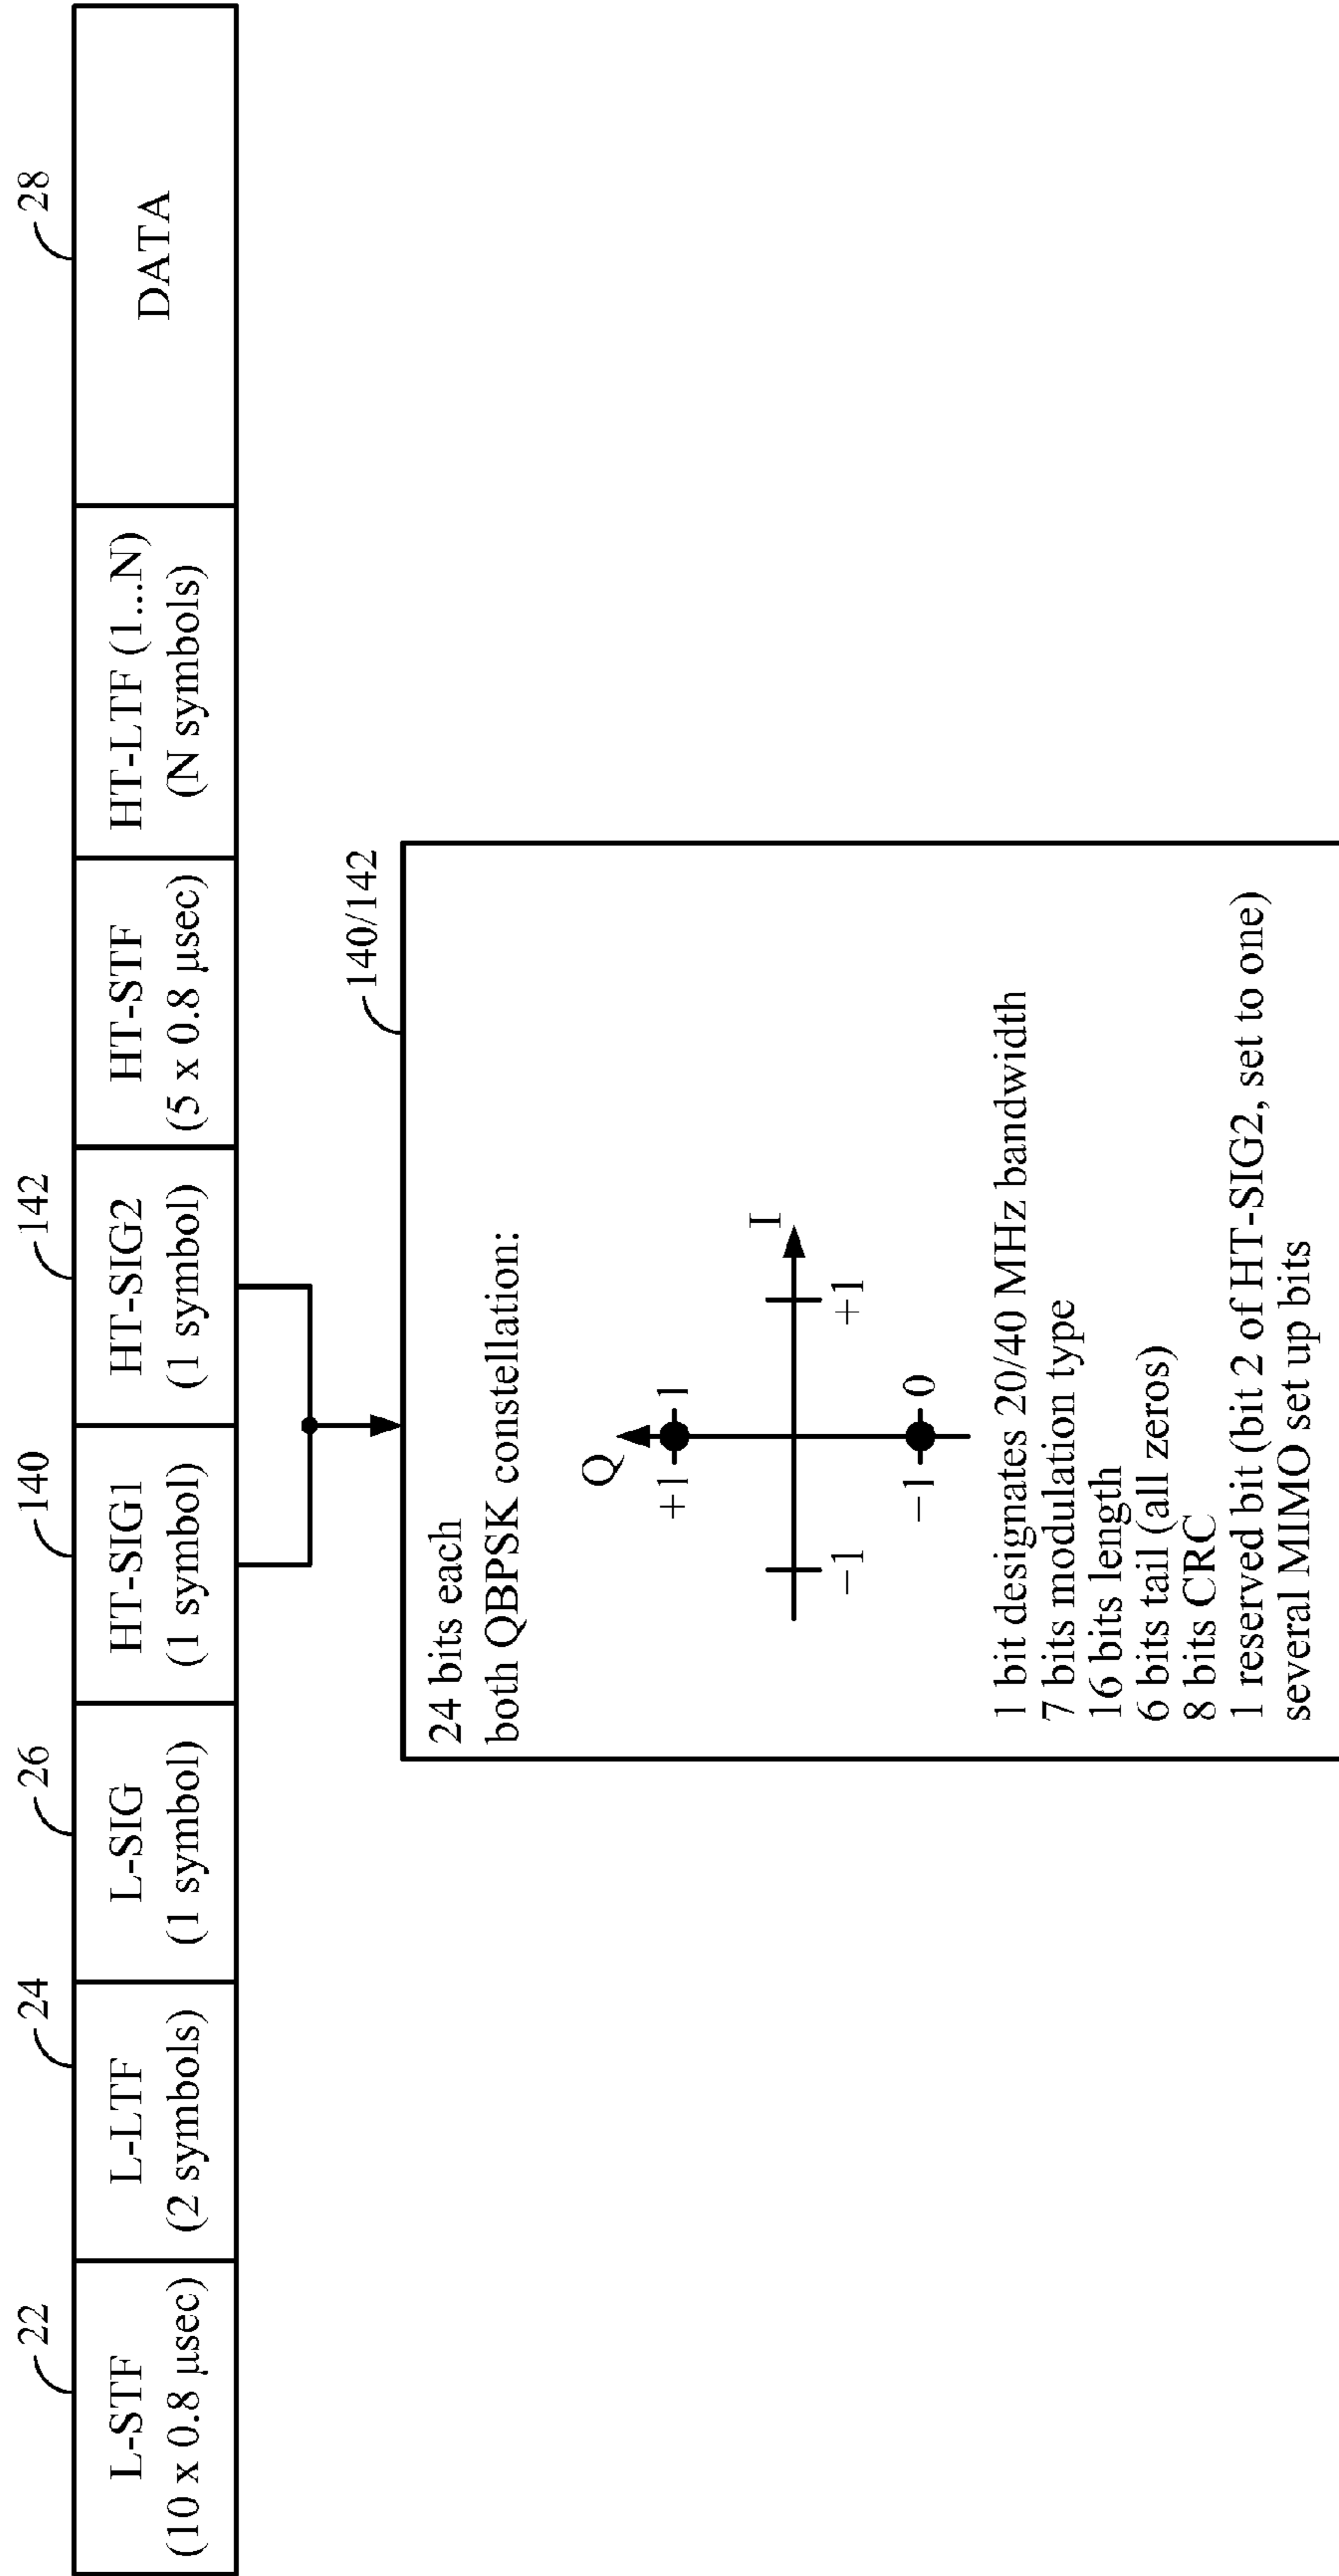 22
24
26
140
142
28
L-STF
(10 x 0.8 µsec)
L-LTF
(2 symbols)
L-SIG
(1 symbol)
HT-SIG1
(1 symbol)
HT-SIG2
(1 symbol)
HT-STF
(5 x 0.8 µsec)
HT-LTF (1...N)
(N symbols)
DATA
140/142
24 bits each
both QBPSK constellation:
Q
+1 1
I
−1 +1
−1 0
1 bit designates 20/40 MHz bandwidth
7 bits modulation type
16 bits length
6 bits tail (all zeros)
8 bits CRC
1 reserved bit (bit 2 of HT-SIG2, set to one)
several MIMO set up bits